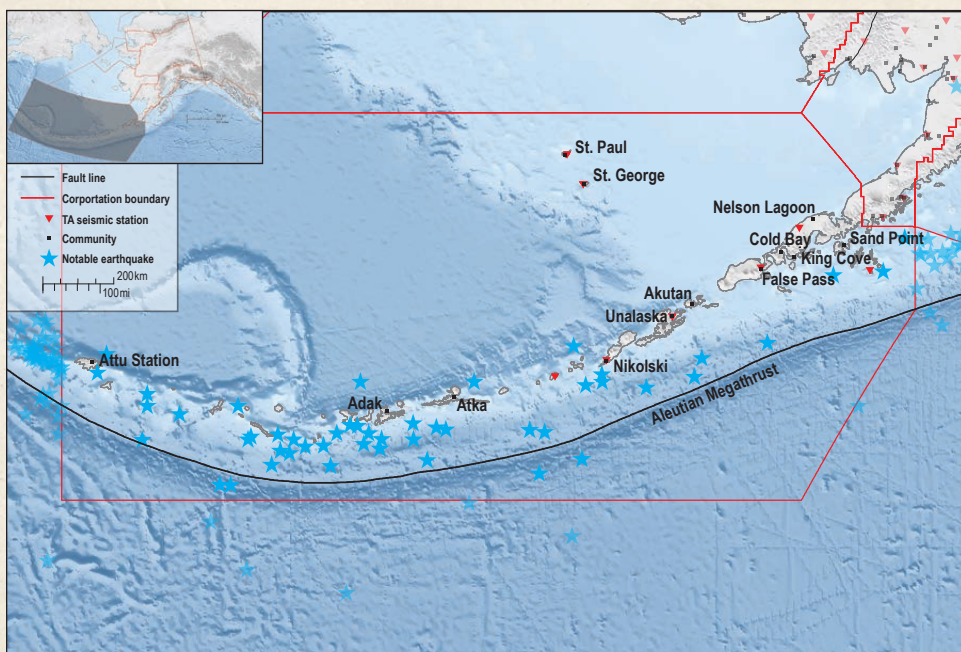 Fault line
Corportation boundary
TA seismic station
Community
Notable earthquake
200 km
100 mi
St. Paul
St. George
Nelson Lagoon
Cold Bay
Sand Point
King Cove
False Pass
Akutan
Unalaska
Nikolski
Attu Station
Adak
Atka
Aleutian Megathrust